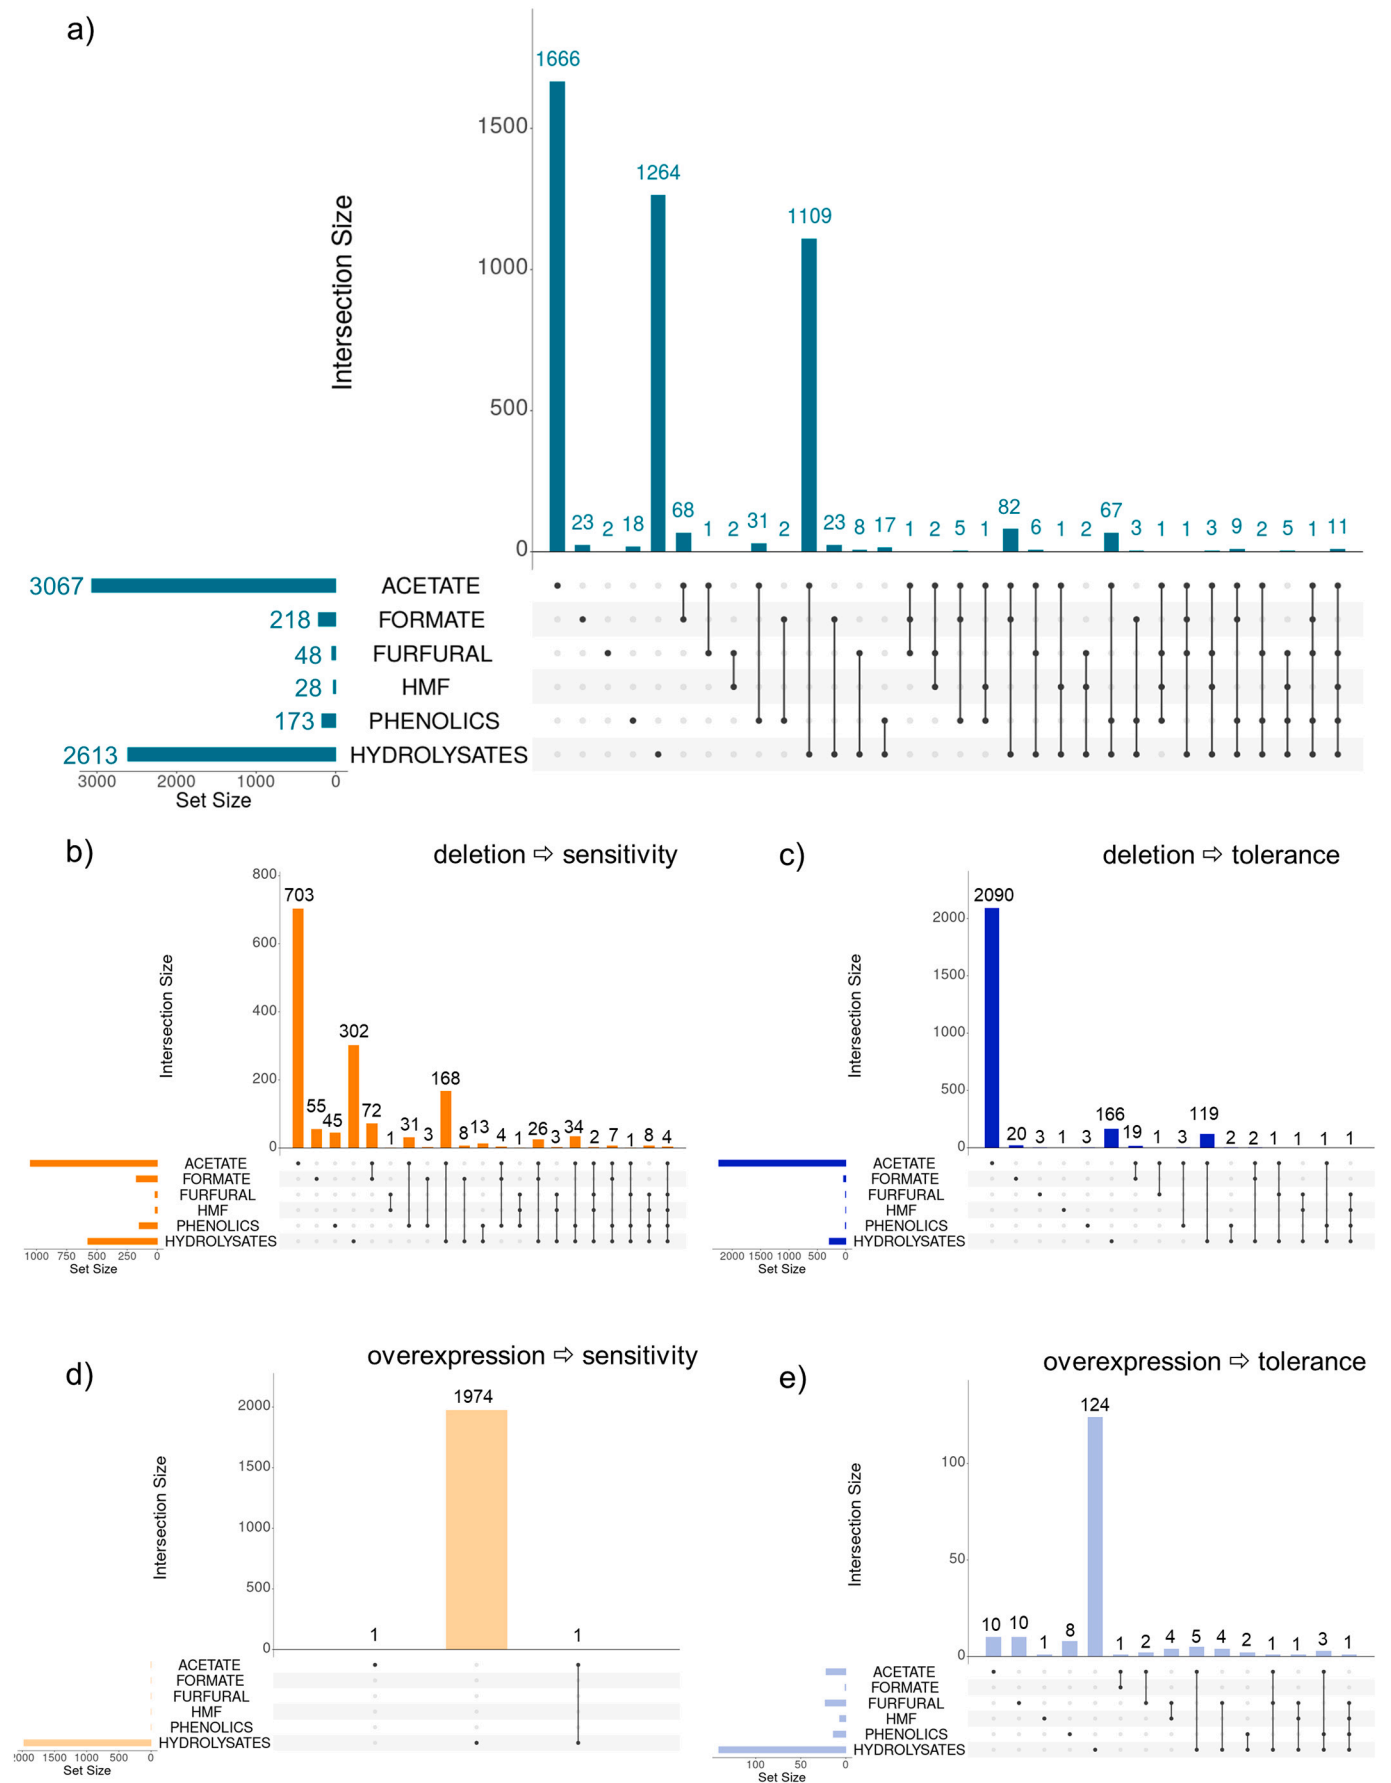 a)
Intersection Size
1500
1000
500
0
1666
23
2
18
1264
68
1
2
31
2
1109
23
8
17
1
2
5
1
82
6
1
2
67
3
1
1
3
9
2
5
1
11
3067
218
48
28
173
2613
ACETATE
FORMATE
FURFURAL
HMF
PHENOLICS
HYDROLYSATES
3000 2000 1000 0
Set Size
b)
deletion ⇨ sensitivity
Intersection Size
800
600
400
200
0
703
55
45
302
72
1
31
3
168
8
13
4
1
26
3
34
2
7
1
8
4
ACETATE
FORMATE
FURFURAL
HMF
PHENOLICS
HYDROLYSATES
1000 750 500 250 0
Set Size
c)
deletion ⇨ tolerance
Intersection Size
2000
1500
1000
500
0
2090
20
3
1
3
166
19
1
3
119
2
2
1
1
1
1
ACETATE
FORMATE
FURFURAL
HMF
PHENOLICS
HYDROLYSATES
2000 1500 1000 500 0
Set Size
d)
overexpression ⇨ sensitivity
Intersection Size
2000
1500
1000
500
0
1
1974
1
ACETATE
FORMATE
FURFURAL
HMF
PHENOLICS
HYDROLYSATES
2000 1500 1000 500 0
Set Size
e)
overexpression ⇨ tolerance
Intersection Size
100
50
0
10
10
1
8
124
1
2
4
5
4
2
1
1
3
1
ACETATE
FORMATE
FURFURAL
HMF
PHENOLICS
HYDROLYSATES
100 50 0
Set Size